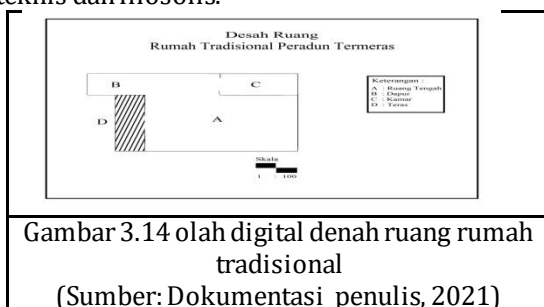 teknis dan filosofis.
Desah Ruang
Rumah Tradisional Peradun Termeras
B
C
D
A
Keterangan :
A : Ruang Tengah
B : Dapur
C : Kamar
D : Teras
Skala
1 : 100
Gambar 3.14 olah digital denah ruang rumah
tradisional
(Sumber: Dokumentasi penulis, 2021)